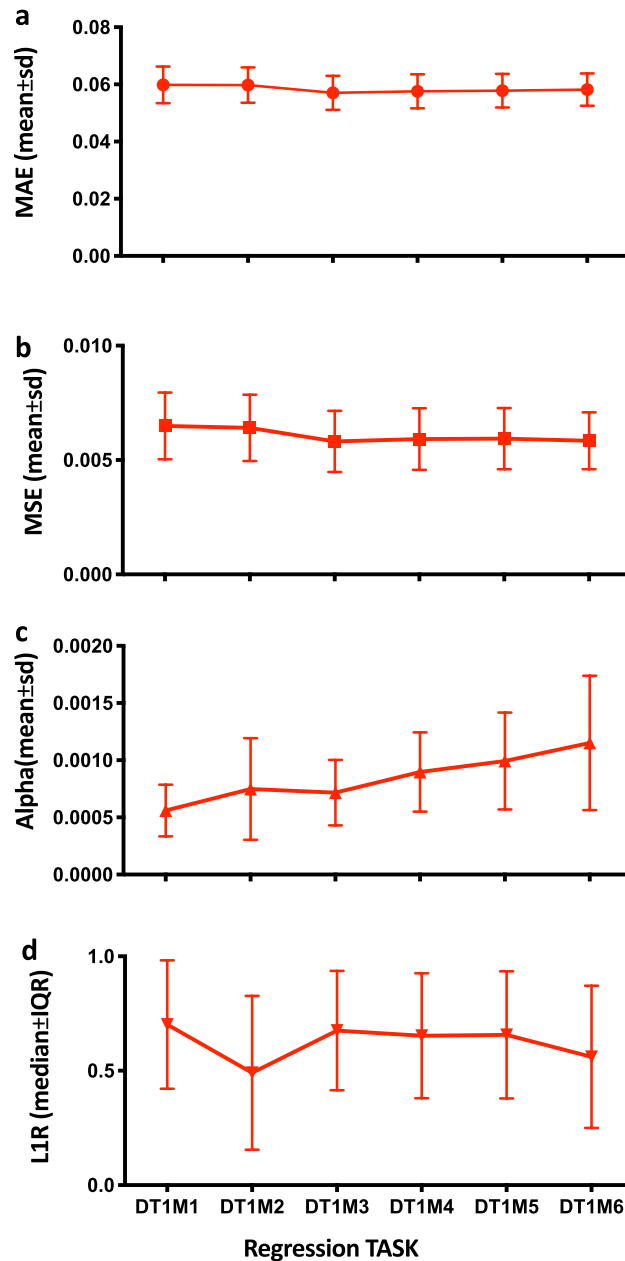 a
MAE (mean±sd)
0.08
0.06
0.04
0.02
0.00
b
MSE (mean±sd)
0.010
0.005
0.000
c
Alpha(mean±sd)
0.0020
0.0015
0.0010
0.0005
0.0000
d
L1R (median±IQR)
1.0
0.5
0.0
DT1M1 DT1M2 DT1M3 DT1M4 DT1M5 DT1M6
Regression TASK